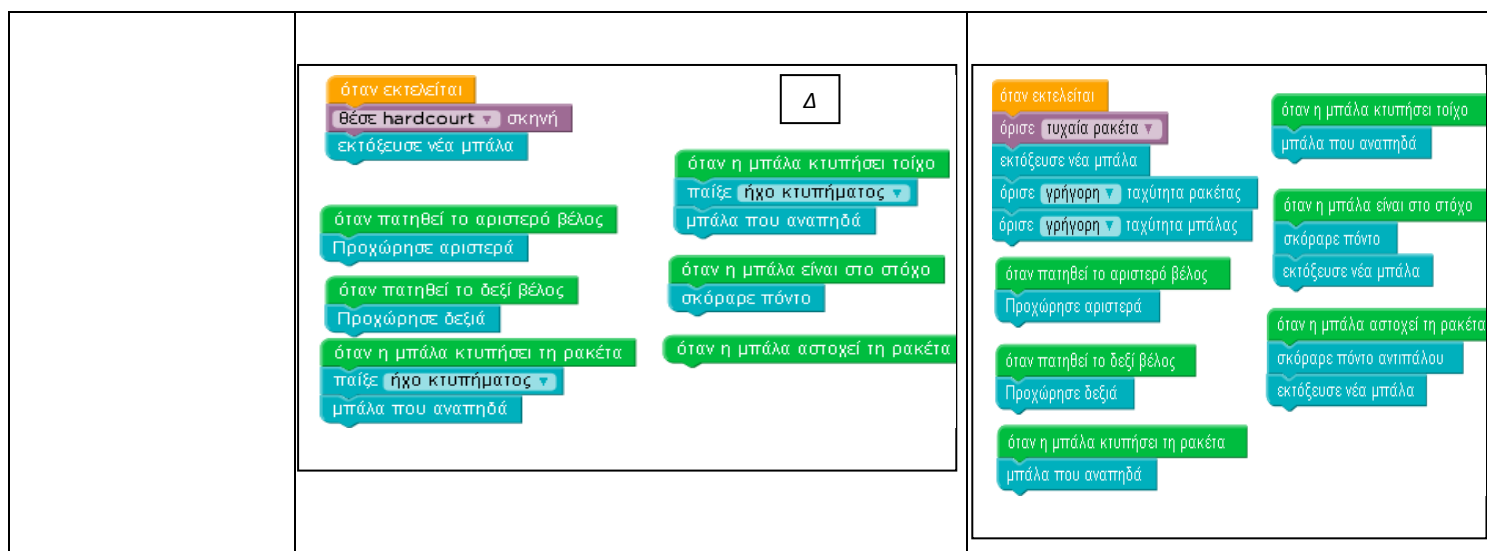 όταν εκτελείται
θέσε hardcourt σκηνή
εκτόξευσε νέα μπάλα
όταν πατηθεί το αριστερό βέλος
Προχώρησε αριστερά
όταν πατηθεί το δεξί βέλος
Προχώρησε δεξιά
όταν η μπάλα κτυπήσει τη ρακέτα
παίξε ήχο κτυπήματος
μπάλα που αναπηδά
Δ
όταν η μπάλα κτυπήσει τοίχο
παίξε ήχο κτυπήματος
μπάλα που αναπηδά
όταν η μπάλα είναι στο στόχο
σκόραρε πόντο
όταν η μπάλα αστοχεί τη ρακέτα
όταν εκτελείται
όρισε τυχαία ρακέτα
εκτόξευσε νέα μπάλα
όρισε γρήγορη ταχύτητα ρακέτας
όρισε γρήγορη ταχύτητα μπάλας
όταν πατηθεί το αριστερό βέλος
Προχώρησε αριστερά
όταν πατηθεί το δεξί βέλος
Προχώρησε δεξιά
όταν η μπάλα κτυπήσει τη ρακέτα
μπάλα που αναπηδά
όταν η μπάλα κτυπήσει τοίχο
μπάλα που αναπηδά
όταν η μπάλα είναι στο στόχο
σκόραρε πόντο
εκτόξευσε νέα μπάλα
όταν η μπάλα αστοχεί τη ρακέτα
σκόραρε πόντο αντιπάλου
εκτόξευσε νέα μπάλα